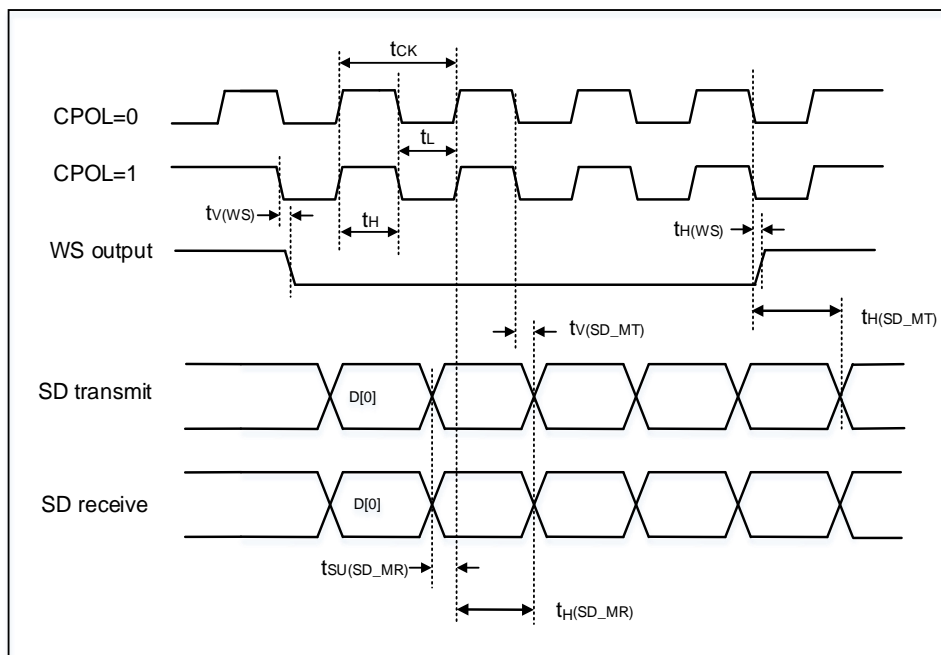 tCK
CPOL=0
tL
CPOL=1
tV(WS)
tH
tH(WS)
WS output
tV(SD_MT)
tH(SD_MT)
SD transmit
D[0]
SD receive
D[0]
tSU(SD_MR)
tH(SD_MR)